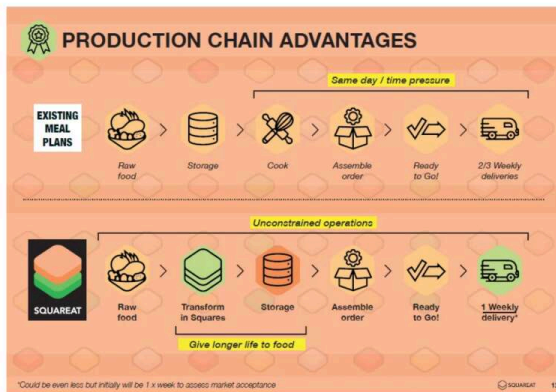 PRODUCTION CHAIN ADVANTAGES
Same day / time pressure
EXISTING
MEAL
PLANS
Raw
food
Storage
Cook
Assemble
order
Ready
to Go!
2/3 Weekly
deliveries
Unconstrained operations
SQUAREAT
Raw
food
Transform
in Squares
Storage
Assemble
order
Ready
to Go!
1 Weekly
delivery*
Give longer life to food
*Could be even less but initially will be 1 x week to assess market acceptance
SQUAREAT